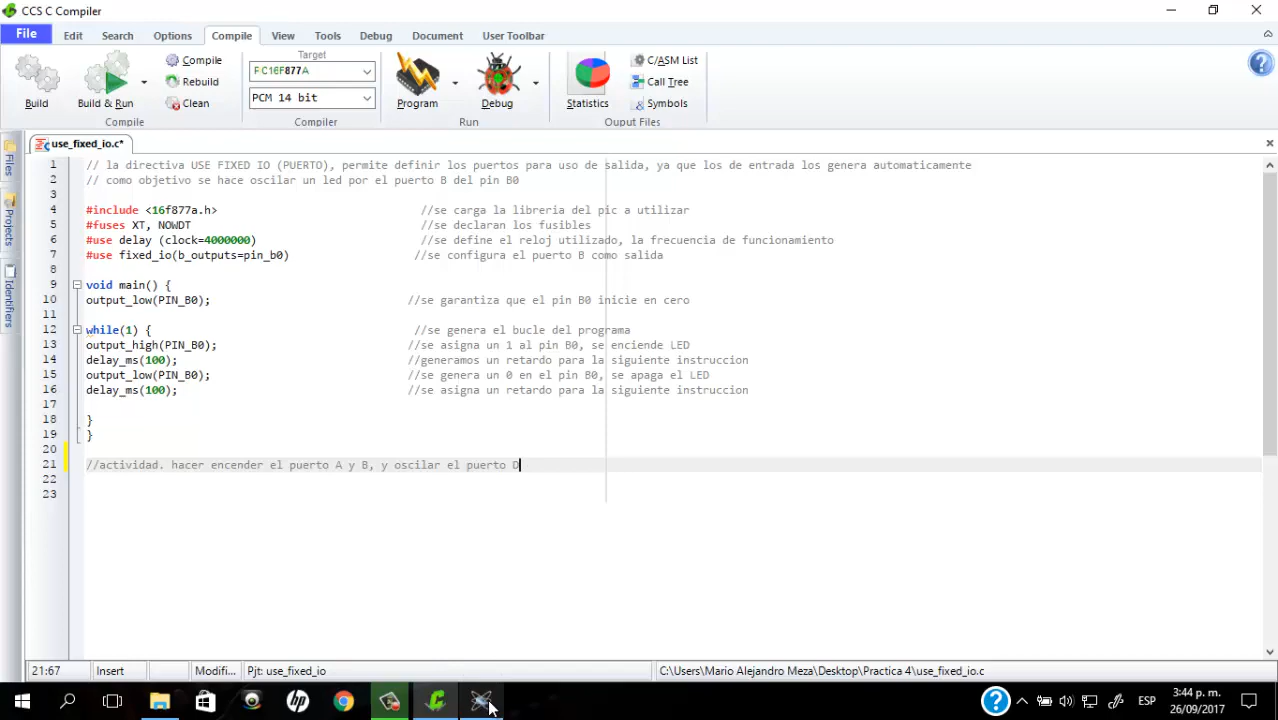 CCS C Compiler
File Edit Search Options Compile View Tools Debug Document User Toolbar
Build
Build & Run
Compile
Rebuild
Clean
Compile
Target
PCM 14 bit
Compiler
Program
Debug
Run
Statistics
C/ASM List
Call Tree
Symbols
Ouput Files
use_fixed_io.c*
Files
Projects
Identifiers
1 // la directiva USE FIXED IO (PUERTO), permite definir los puertos para uso de salida, ya que los de entrada los genera automaticamente
2 // como objetivo se hace oscilar un led por el puerto B del pin B0
3
4 #include <16f877a.h> //se carga la libreria del pic a utilizar
5 #fuses XT, NOWDT //se declaran los fusibles
6 #use delay (clock=4000000) //se define el reloj utilizado, la frecuencia de funcionamiento
7 #use fixed_io(b_outputs=pin_b0) //se configura el puerto B como salida
8
9 void main() {
10 output_low(PIN_B0); //se garantiza que el pin B0 inicie en cero
11
12 while(1) { //se genera el bucle del programa
13 output_high(PIN_B0); //se asigna un 1 al pin B0, se enciende LED
14 delay_ms(100); //generamos un retardo para la siguiente instruccion
15 output_low(PIN_B0); //se genera un 0 en el pin B0, se apaga el LED
16 delay_ms(100); //se asigna un retardo para la siguiente instruccion
17
18 }
19 }
20
21 //actividad. hacer encender el puerto A y B, y oscilar el puerto D
22
23
21:67 Insert Modifi... Pjt: use_fixed_io C:\Users\Mario Alejandro Meza\Desktop\Practica 4\use_fixed_io.c
hp
ESP
3:44 p. m.
26/09/2017